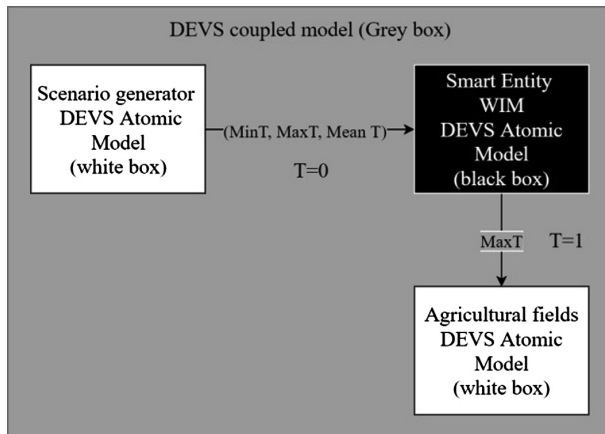 DEVS coupled model (Grey box)
Scenario generator
DEVS Atomic
Model
(white box)
(MinT, MaxT, Mean T)
T=0
Smart Entity
WIM
DEVS Atomic
Model
(black box)
MaxT
T=1
Agricultural fields
DEVS Atomic
Model
(white box)